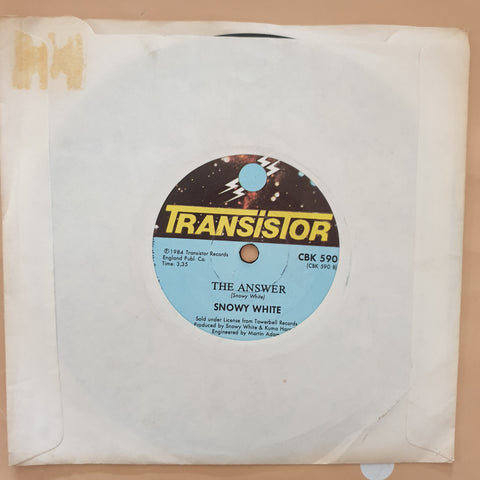 TRANSISTOR
℗ 1984 Transistor Records
England Publ. Co.
Time: 3,35
CBK 590
(CBK 590 B)
THE ANSWER
(Snowy White)
SNOWY WHITE
Sold under License from Towerbell Records
Produced by Snowy White & Kuma
Engineered by Martin